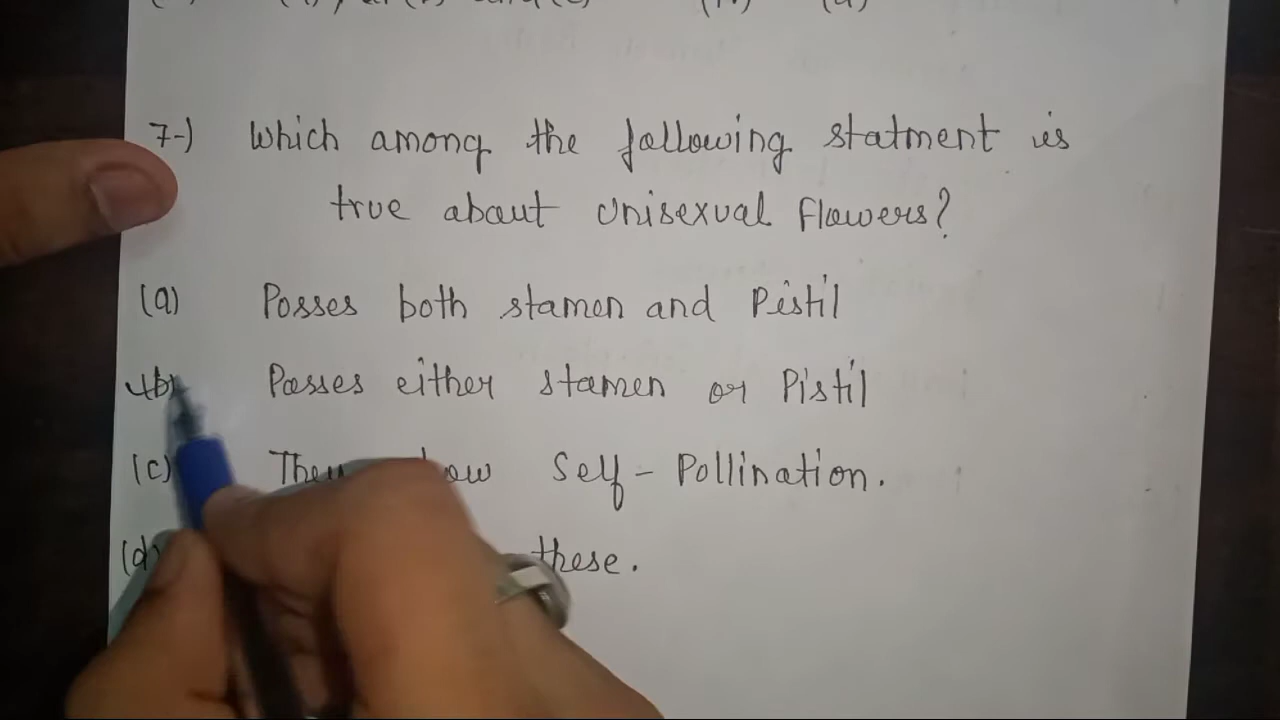 7-) Which among the following statment is
true about Unisexual Flowers?
(a) Posses both stamen and Pistil
(b) Posses either stamen or Pistil
(c) They Self-Pollination.
(d) these.